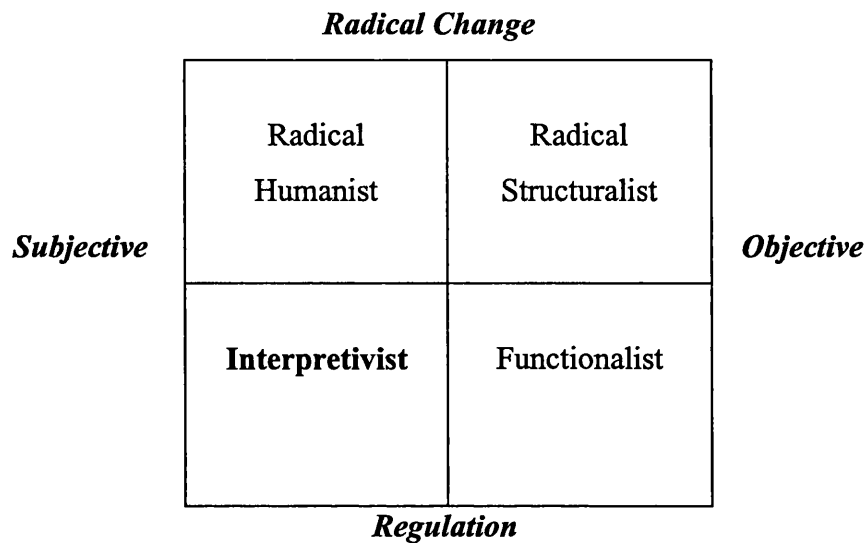 Radical Change
Radical
Humanist
Radical
Structuralist
Subjective
Objective
Interpretivist
Functionalist
Regulation